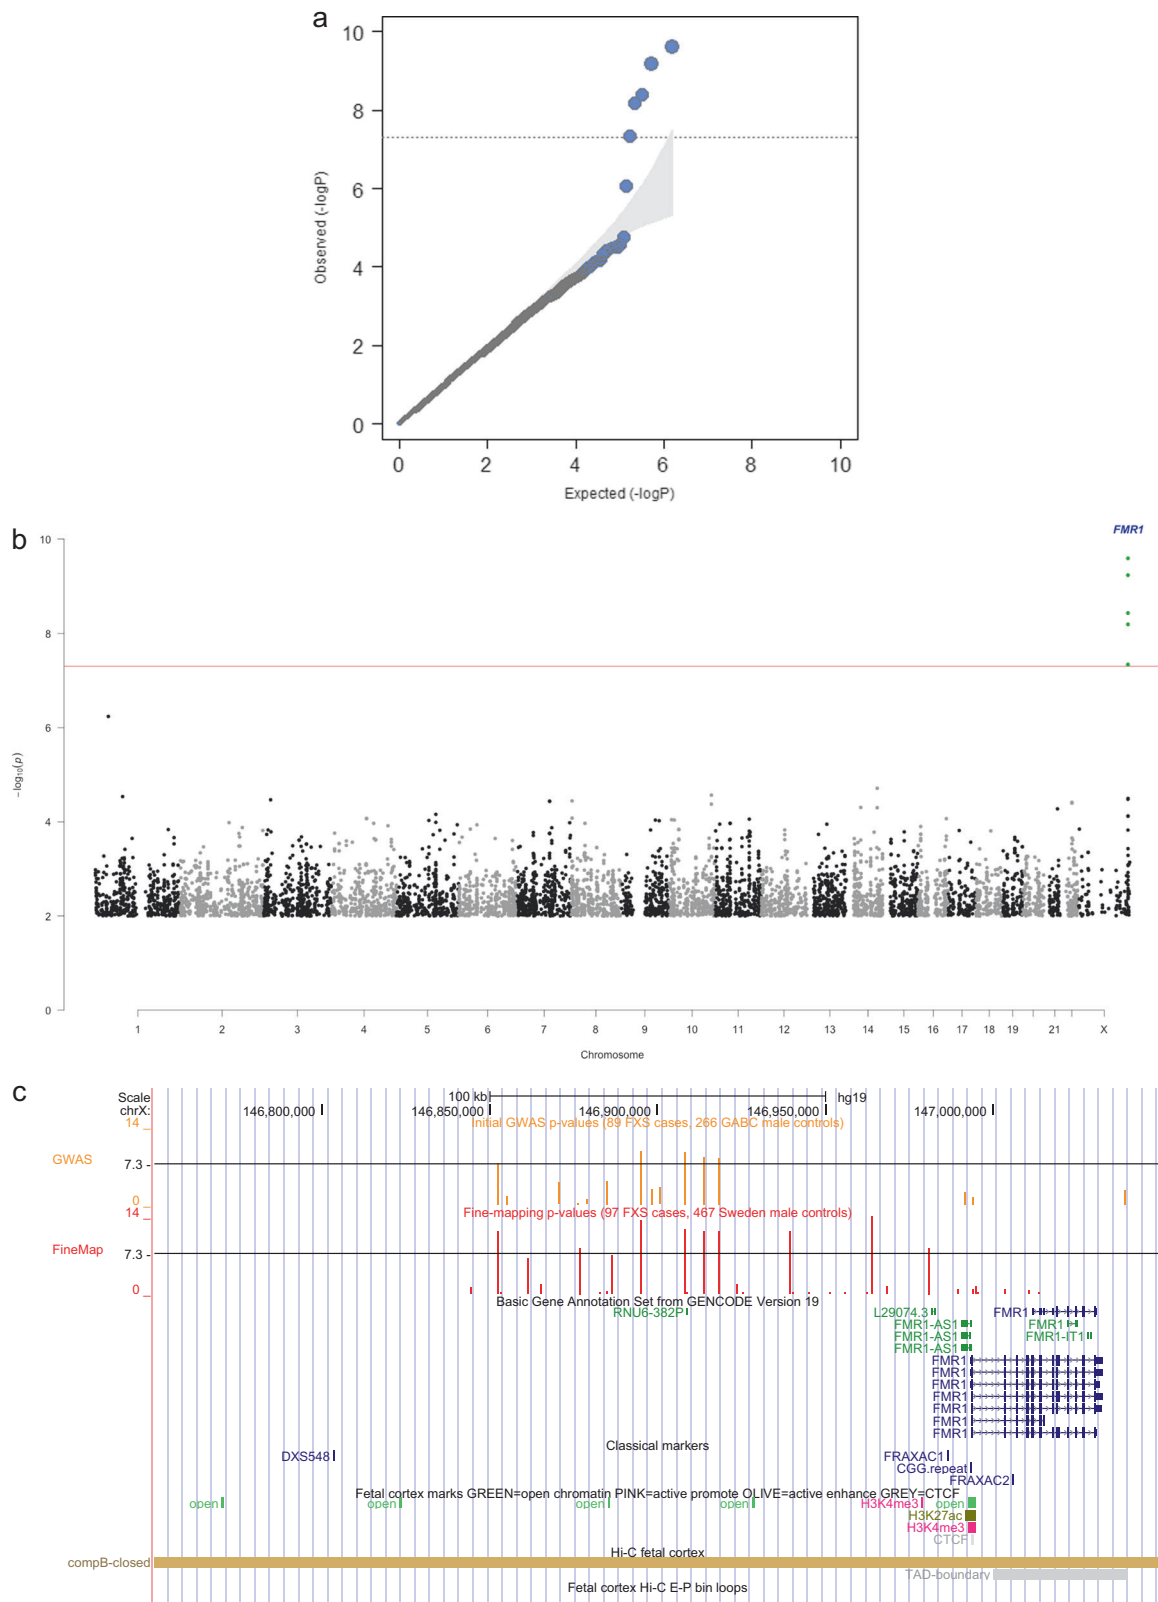 a
10
8
6
4
2
0
Observed (-logP)
0 2 4 6 8 10
Expected (-logP)
b
FMR1
10
8
6
4
2
0
−log10(p)
1 2 3 4 5 6 7 8 9 10 11 12 13 14 15 16 17 18 19 21 X
Chromosome
c
Scale 100 kb hg19
chrX: 146,800,000 146,850,000 146,900,000 146,950,000 147,000,000
14 Initial GWAS p-values (89 FXS cases, 266 GABC male controls)
GWAS 7.3 -
0
14 Fine-mapping p-values (97 FXS cases, 467 Sweden male controls)
FineMap 7.3 -
0
Basic Gene Annotation Set from GENCODE Version 19
RNU6-382P L29074.3 FMR1
FMR1-AS1 FMR1
FMR1-AS1 FMR1-IT1
FMR1-AS1
FMR1
FMR1
FMR1
FMR1
FMR1
FMR1
FMR1
Classical markers
DXS548 FRAXAC1
CGG.repeat
FRAXAC2
Fetal cortex marks GREEN=open chromatin PINK=active promote OLIVE=active enhance GREY=CTCF
open open open open H3K4me3 open
H3K27ac
H3K4me3
CTCF
Hi-C fetal cortex
compB-closed
TAD-boundary
Fetal cortex Hi-C E-P bin loops